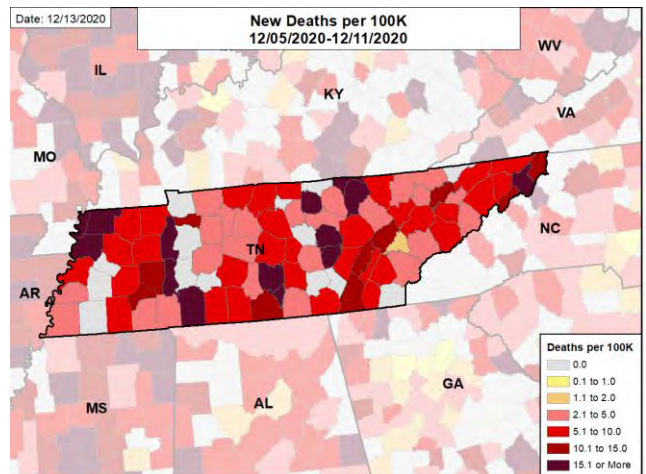 Date: 12/13/2020
New Deaths per 100K
12/05/2020-12/11/2020
WV
IL
KY
VA
MO
TN
NC
AR
MS
AL
GA
Deaths per 100K
0.0
0.1 to 1.0
1.1 to 2.0
2.1 to 5.0
5.1 to 10.0
10.1 to 15.0
15.1 or More